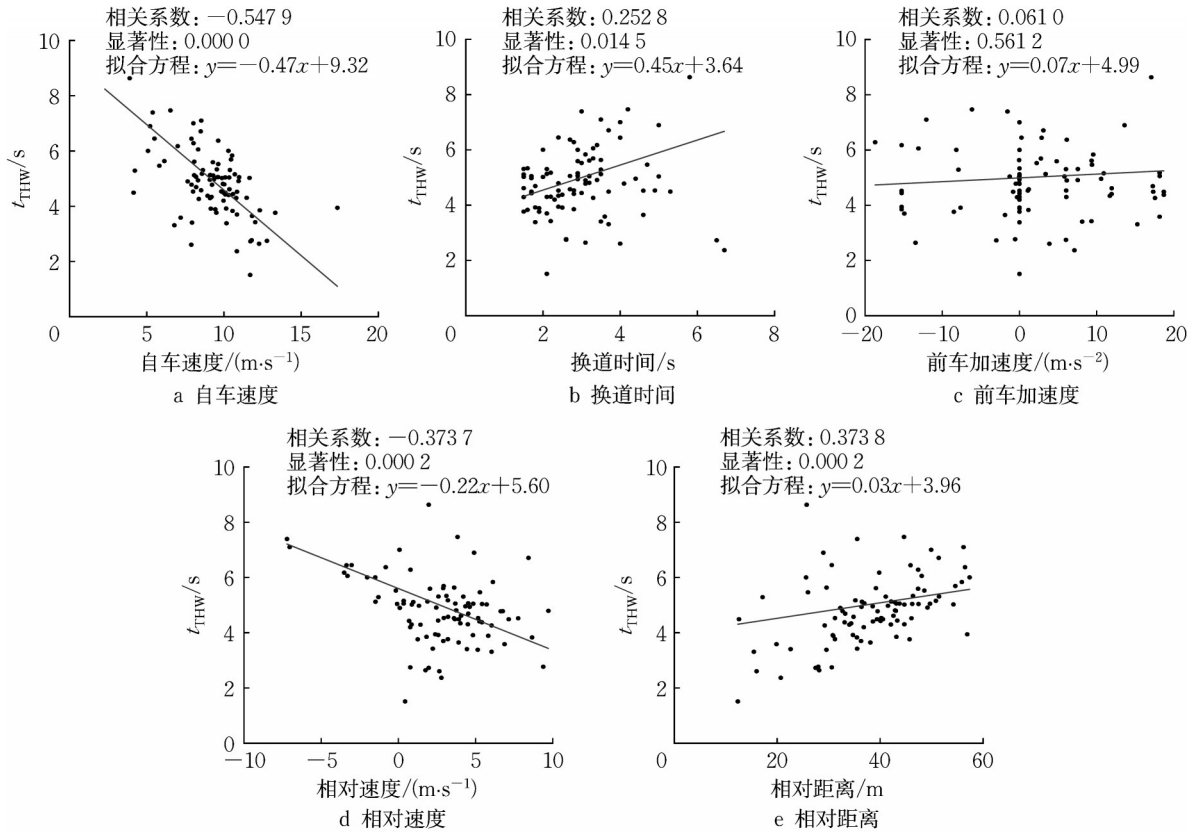 相关系数: −0.547 9
显著性: 0.000 0
拟合方程: y=−0.47x+9.32
10
8
6
4
2
0
5
10
15
20
t_THW/s
自车速度/(m·s⁻¹)
a 自车速度
相关系数: 0.252 8
显著性: 0.014 5
拟合方程: y=0.45x+3.64
10
8
6
4
2
0
2
4
6
8
t_THW/s
换道时间/s
b 换道时间
相关系数: 0.061 0
显著性: 0.561 2
拟合方程: y=0.07x+4.99
10
8
6
4
2
0
−20
−10
0
10
20
t_THW/s
前车加速度/(m·s⁻²)
c 前车加速度
相关系数: −0.373 7
显著性: 0.000 2
拟合方程: y=−0.22x+5.60
10
8
6
4
2
0
−10
−5
0
5
10
t_THW/s
相对速度/(m·s⁻¹)
d 相对速度
相关系数: 0.373 8
显著性: 0.000 2
拟合方程: y=0.03x+3.96
10
8
6
4
2
0
20
40
60
t_THW/s
相对距离/m
e 相对距离